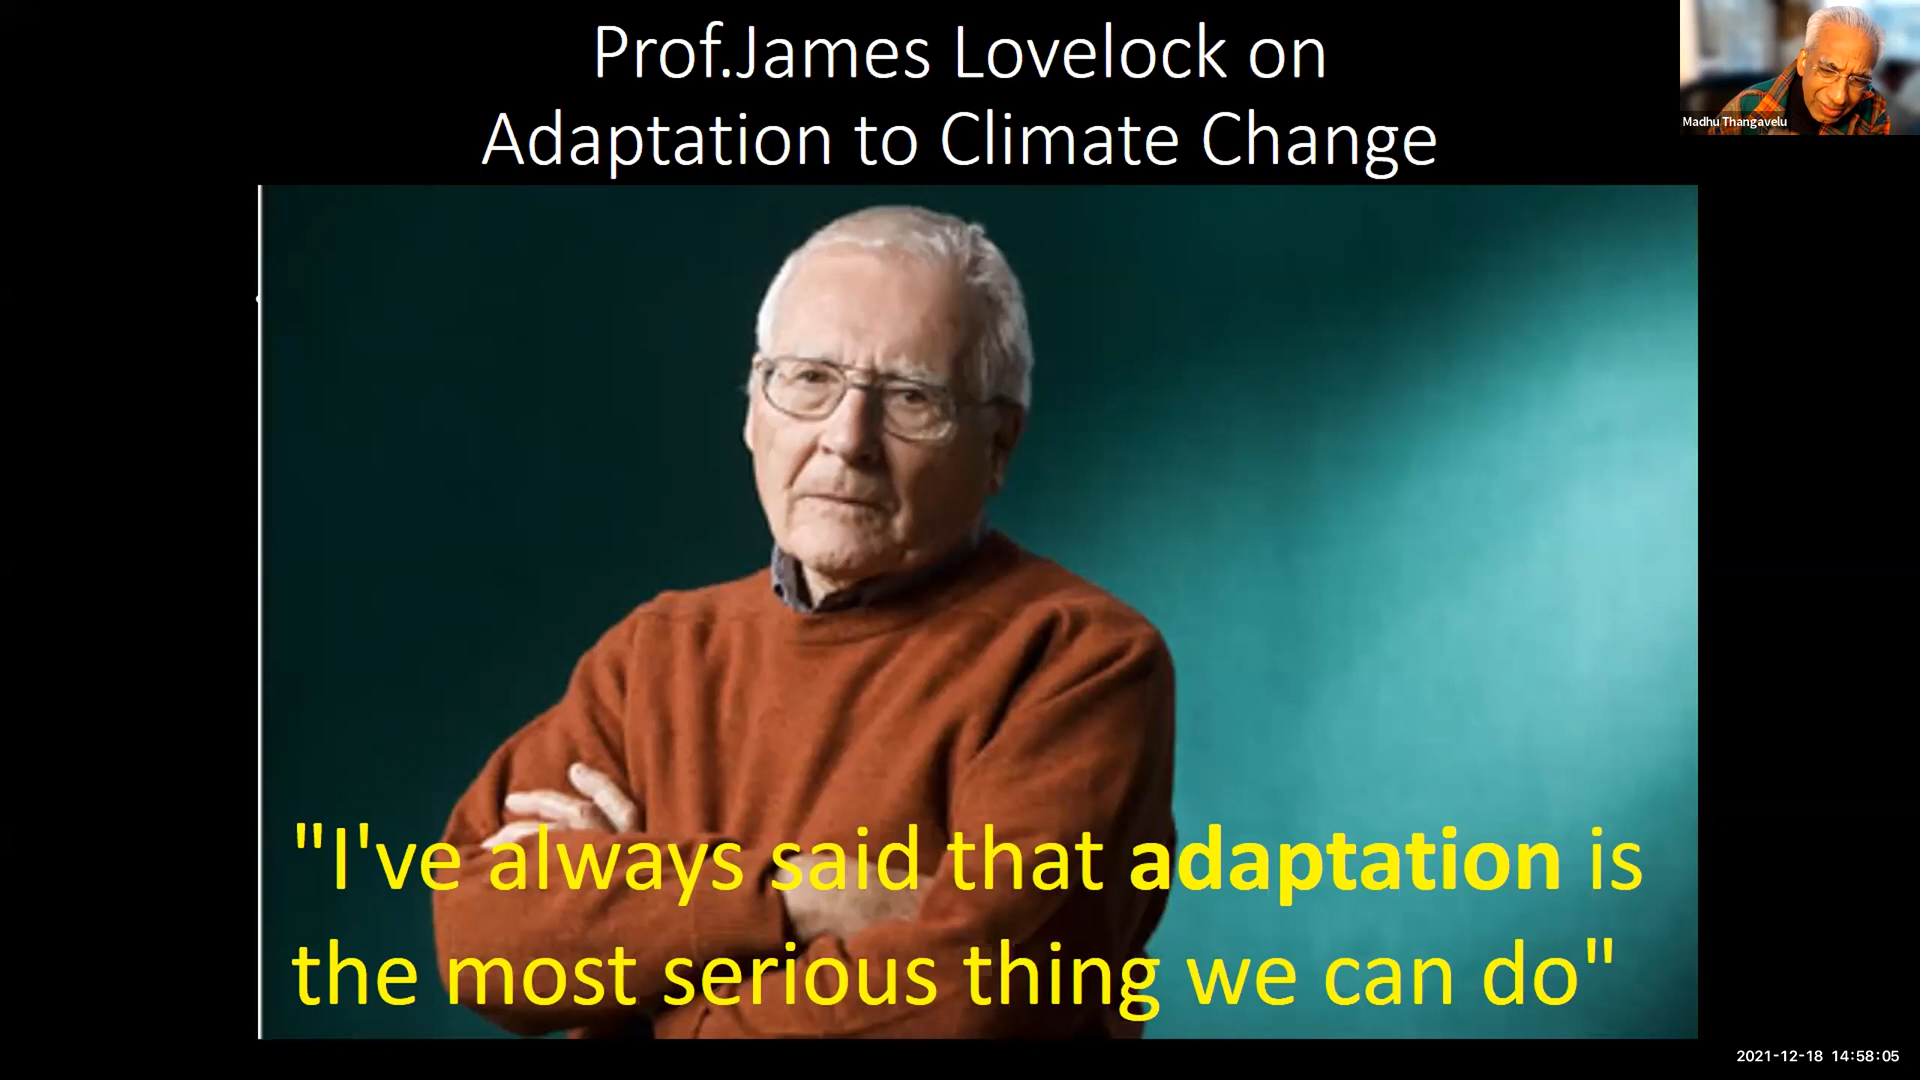 Prof.James Lovelock on
Adaptation to Climate Change
Madhu Thangavelu
"I've always said that adaptation is
the most serious thing we can do"
2021-12-18 14:58:05